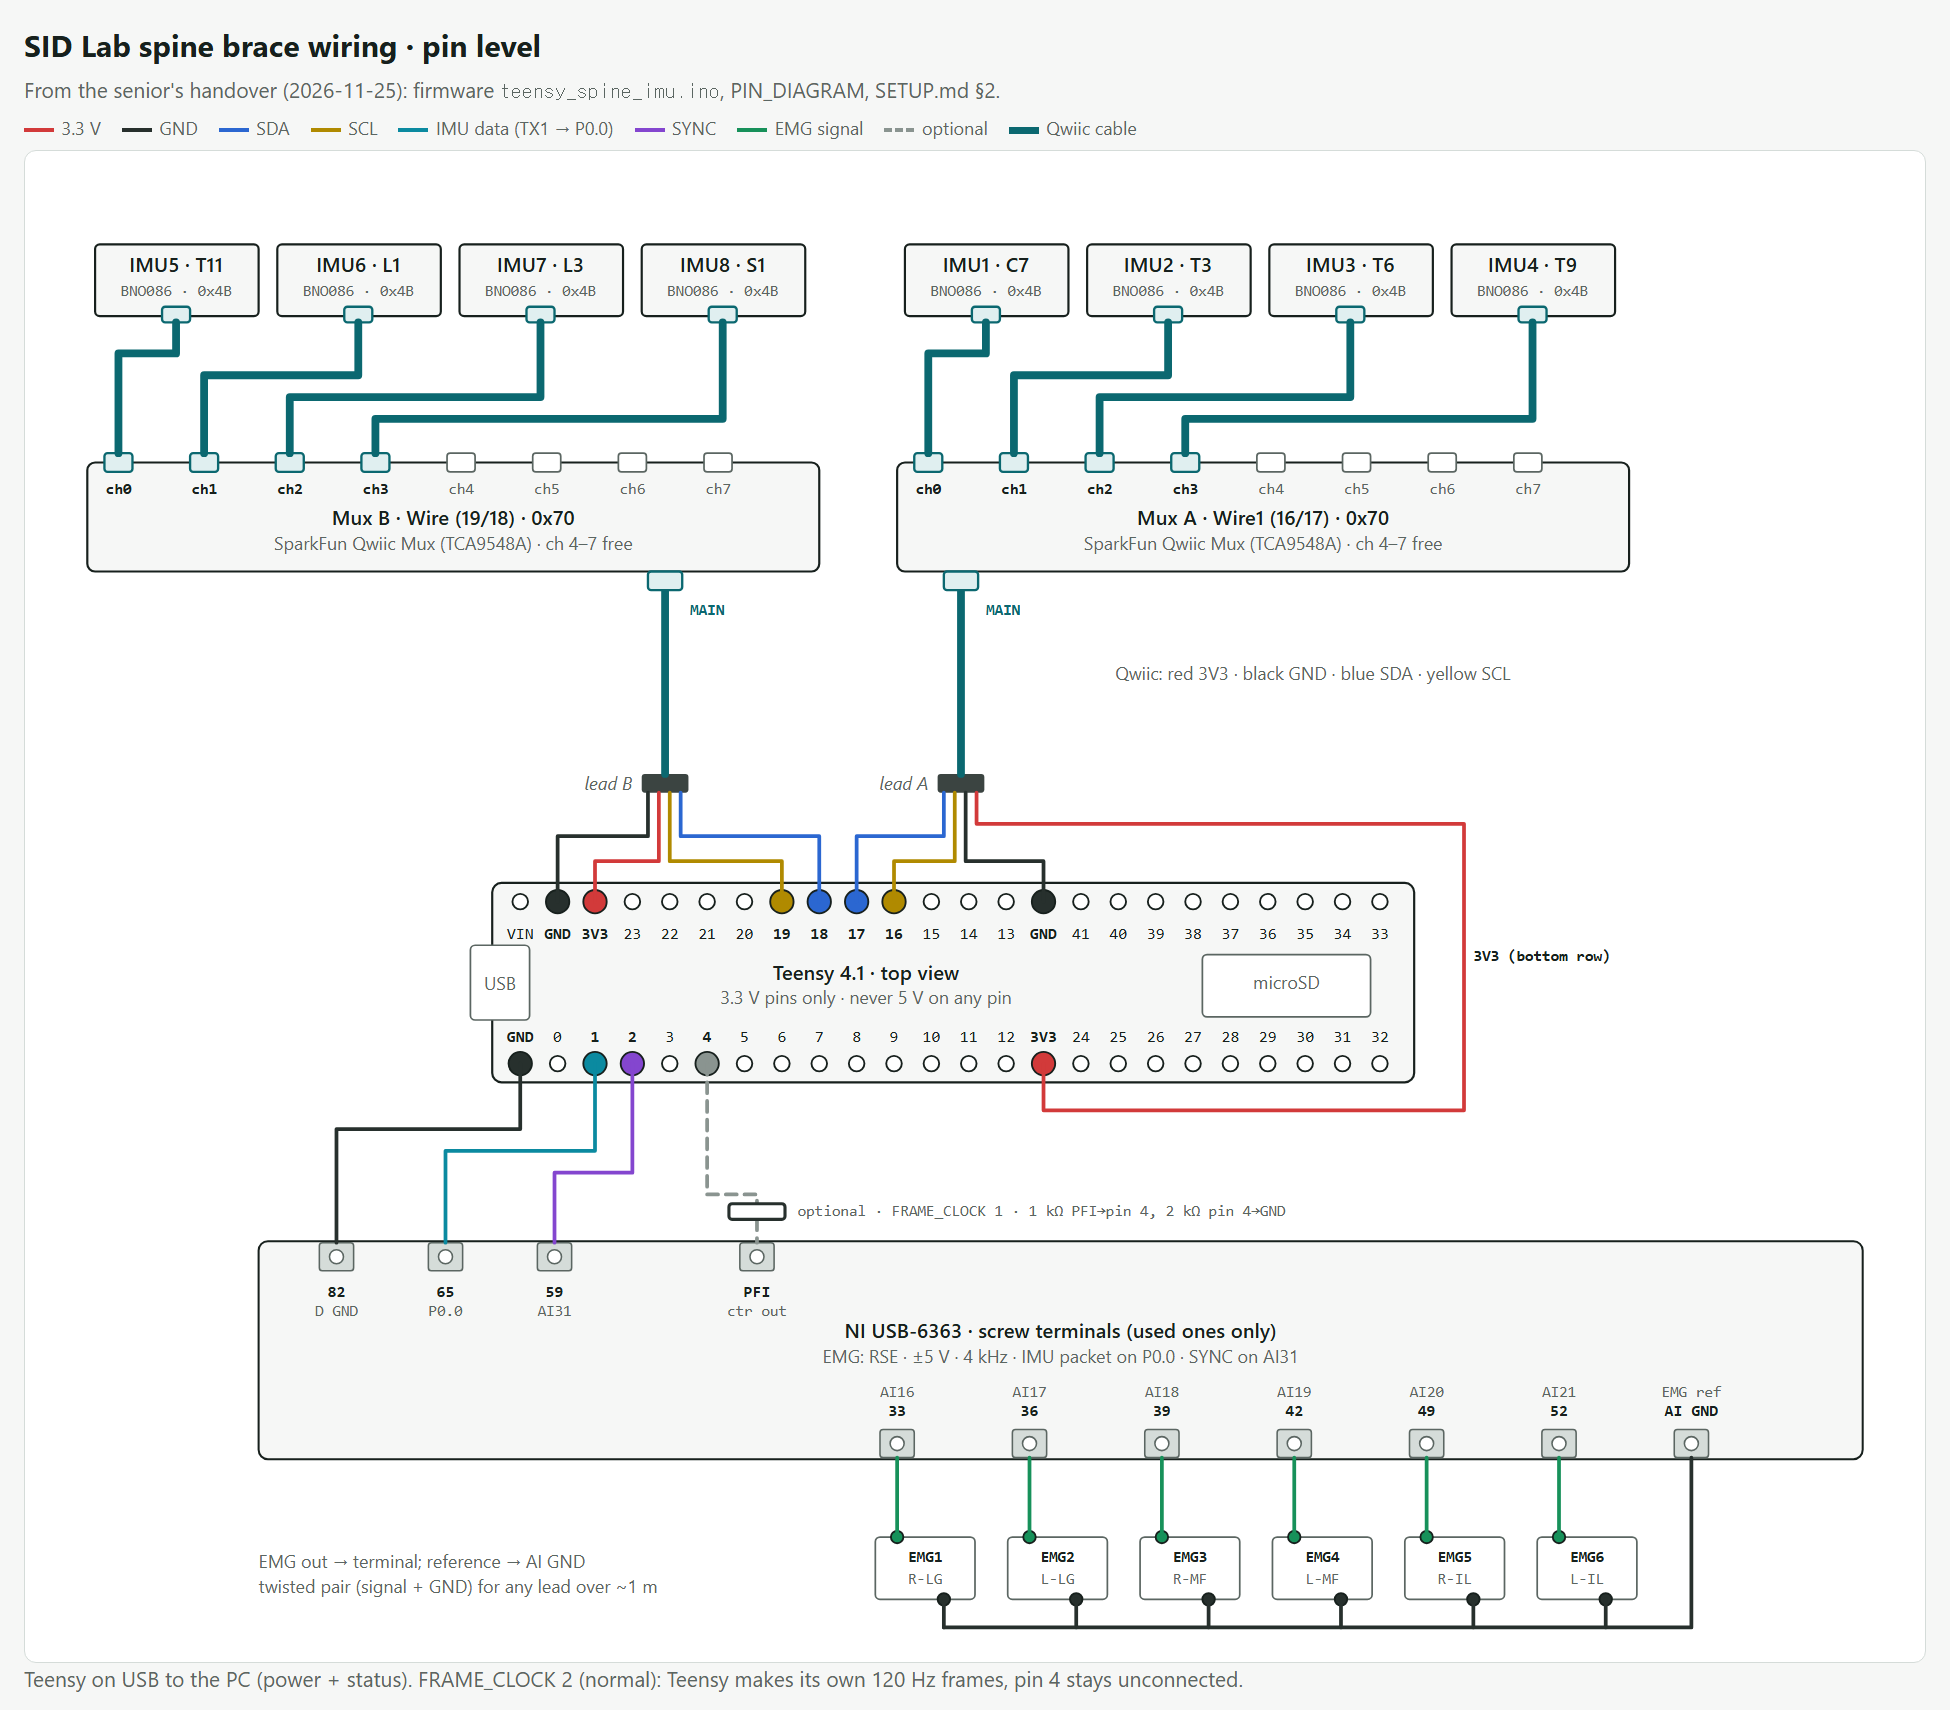 SID Lab spine brace wiring · pin level
From the senior's handover (2026-11-25): firmware teensy_spine_imu.ino, PIN_DIAGRAM, SETUP.md §2.
3.3 V GND SDA SCL IMU data (TX1 → P0.0) SYNC EMG signal optional Qwiic cable
IMU5 · T11 IMU6 · L1 IMU7 · L3 IMU8 · S1 IMU1 · C7 IMU2 · T3 IMU3 · T6 IMU4 · T9
BNO086 · 0x4B BNO086 · 0x4B BNO086 · 0x4B BNO086 · 0x4B BNO086 · 0x4B BNO086 · 0x4B BNO086 · 0x4B BNO086 · 0x4B
ch0 ch1 ch2 ch3 ch4 ch5 ch6 ch7 ch0 ch1 ch2 ch3 ch4 ch5 ch6 ch7
Mux B · Wire (19/18) · 0x70 Mux A · Wire1 (16/17) · 0x70
SparkFun Qwiic Mux (TCA9548A) · ch 4–7 free SparkFun Qwiic Mux (TCA9548A) · ch 4–7 free
MAIN MAIN
Qwiic: red 3V3 · black GND · blue SDA · yellow SCL
lead B lead A
VIN GND 3V3 23 22 21 20 19 18 17 16 15 14 13 GND 41 40 39 38 37 36 35 34 33
3V3 (bottom row)
Teensy 4.1 · top view
USB microSD
3.3 V pins only · never 5 V on any pin
GND 0 1 2 3 4 5 6 7 8 9 10 11 12 3V3 24 25 26 27 28 29 30 31 32
optional · FRAME_CLOCK 1 · 1 kΩ PFI→pin 4, 2 kΩ pin 4→GND
82 65 59 PFI
D GND P0.0 AI31 ctr out
NI USB-6363 · screw terminals (used ones only)
EMG: RSE · ±5 V · 4 kHz · IMU packet on P0.0 · SYNC on AI31
AI16 AI17 AI18 AI19 AI20 AI21 EMG ref
33 36 39 42 49 52 AI GND
EMG1 EMG2 EMG3 EMG4 EMG5 EMG6
R-LG L-LG R-MF L-MF R-IL L-IL
EMG out → terminal; reference → AI GND
twisted pair (signal + GND) for any lead over ~1 m
Teensy on USB to the PC (power + status). FRAME_CLOCK 2 (normal): Teensy makes its own 120 Hz frames, pin 4 stays unconnected.